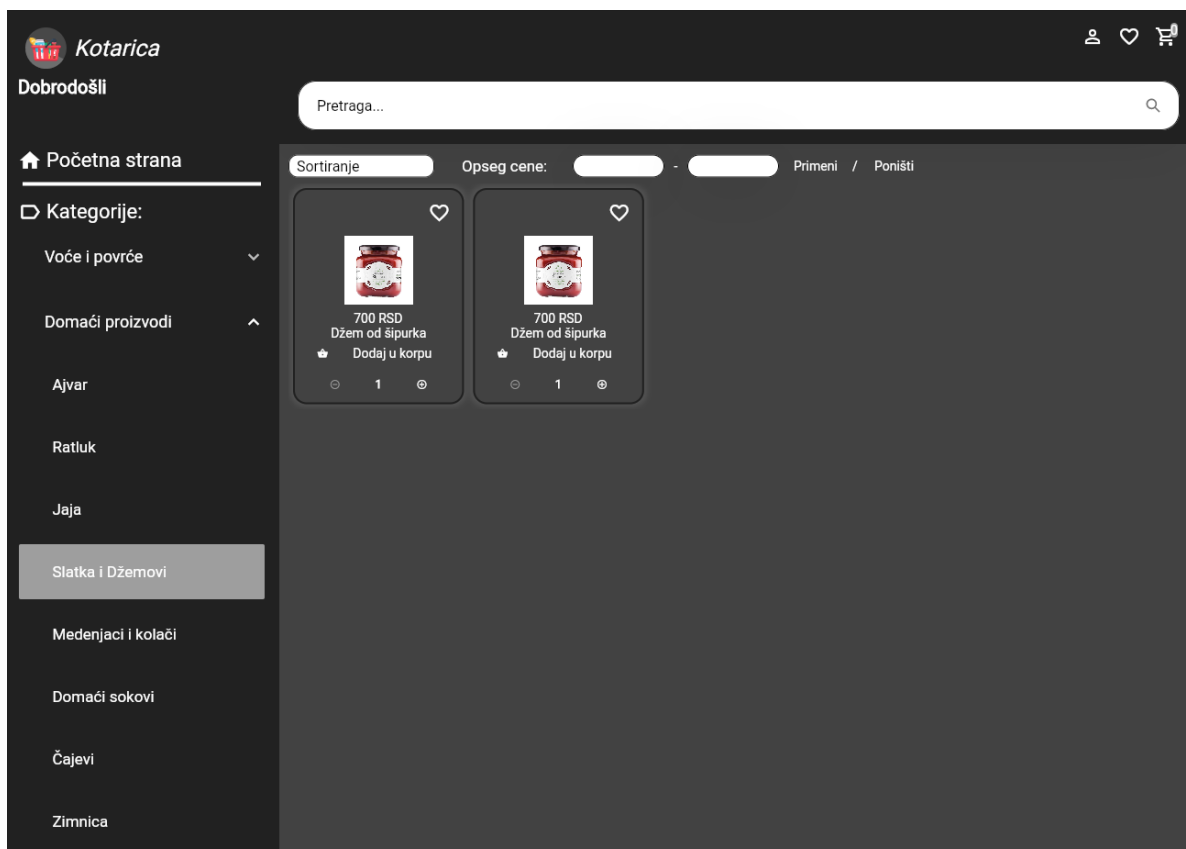 Kotarica
0
Dobrodošli
Pretraga...
Početna strana
Kategorije:
Voće i povrće
Domaći proizvodi
Ajvar
Ratluk
Jaja
Slatka i Džemovi
Medenjaci i kolači
Domaći sokovi
Čajevi
Zimnica
Sortiranje Opseg cene: - Primeni / Poništi
700 RSD
Džem od šipurka
Dodaj u korpu
1
700 RSD
Džem od šipurka
Dodaj u korpu
1